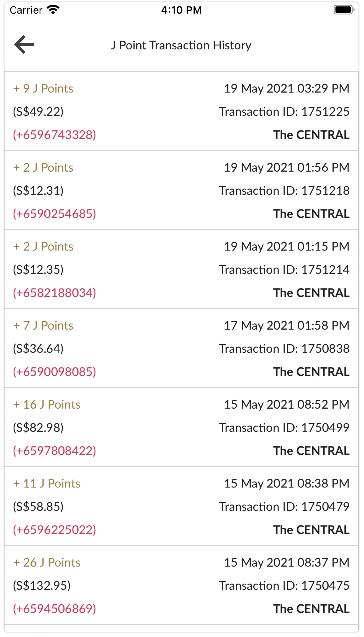 Carrier 4:10 PM
J Point Transaction History
+ 9 J Points 19 May 2021 03:29 PM
(S$49.22) Transaction ID: 1751225
(+6596743328) The CENTRAL
+ 2 J Points 19 May 2021 01:56 PM
(S$12.31) Transaction ID: 1751218
(+6590254685) The CENTRAL
+ 2 J Points 19 May 2021 01:15 PM
(S$12.35) Transaction ID: 1751214
(+6582188034) The CENTRAL
+ 7 J Points 17 May 2021 01:58 PM
(S$36.64) Transaction ID: 1750838
(+6590098085) The CENTRAL
+ 16 J Points 15 May 2021 08:52 PM
(S$82.98) Transaction ID: 1750499
(+6597808422) The CENTRAL
+ 11 J Points 15 May 2021 08:38 PM
(S$58.85) Transaction ID: 1750479
(+6596225022) The CENTRAL
+ 26 J Points 15 May 2021 08:37 PM
(S$132.95) Transaction ID: 1750475
(+6594506869) The CENTRAL